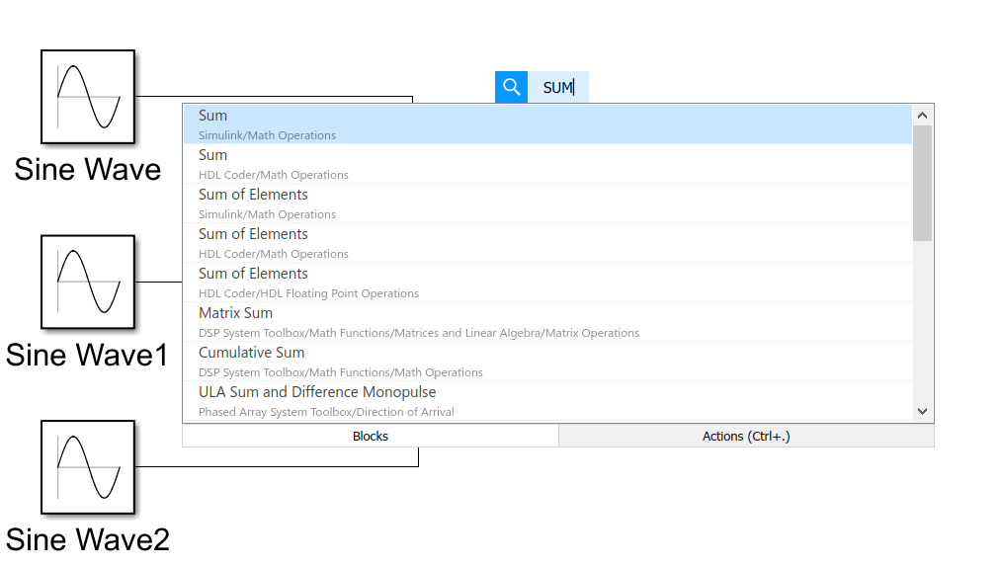 SUM
Sine Wave
Sum
Simulink/Math Operations
Sum
HDL Coder/Math Operations
Sum of Elements
Simulink/Math Operations
Sum of Elements
HDL Coder/Math Operations
Sum of Elements
HDL Coder/HDL Floating Point Operations
Matrix Sum
DSP System Toolbox/Math Functions/Matrices and Linear Algebra/Matrix Operations
Cumulative Sum
DSP System Toolbox/Math Functions/Math Operations
ULA Sum and Difference Monopulse
Phased Array System Toolbox/Direction of Arrival
Blocks
Actions (Ctrl+.)
Sine Wave1
Sine Wave2